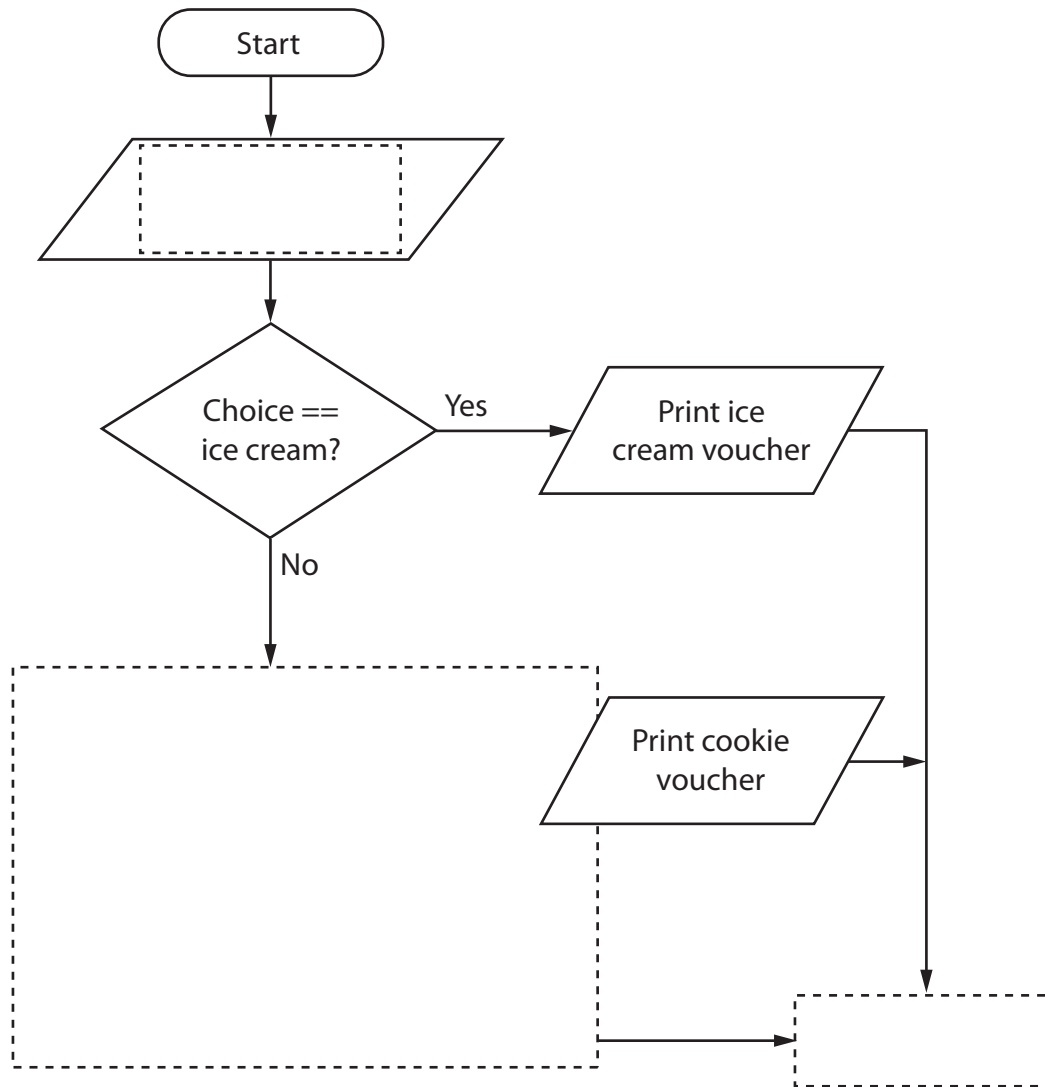 Start
Choice ==
ice cream?
Yes
Print ice
cream voucher
No
Print cookie
voucher